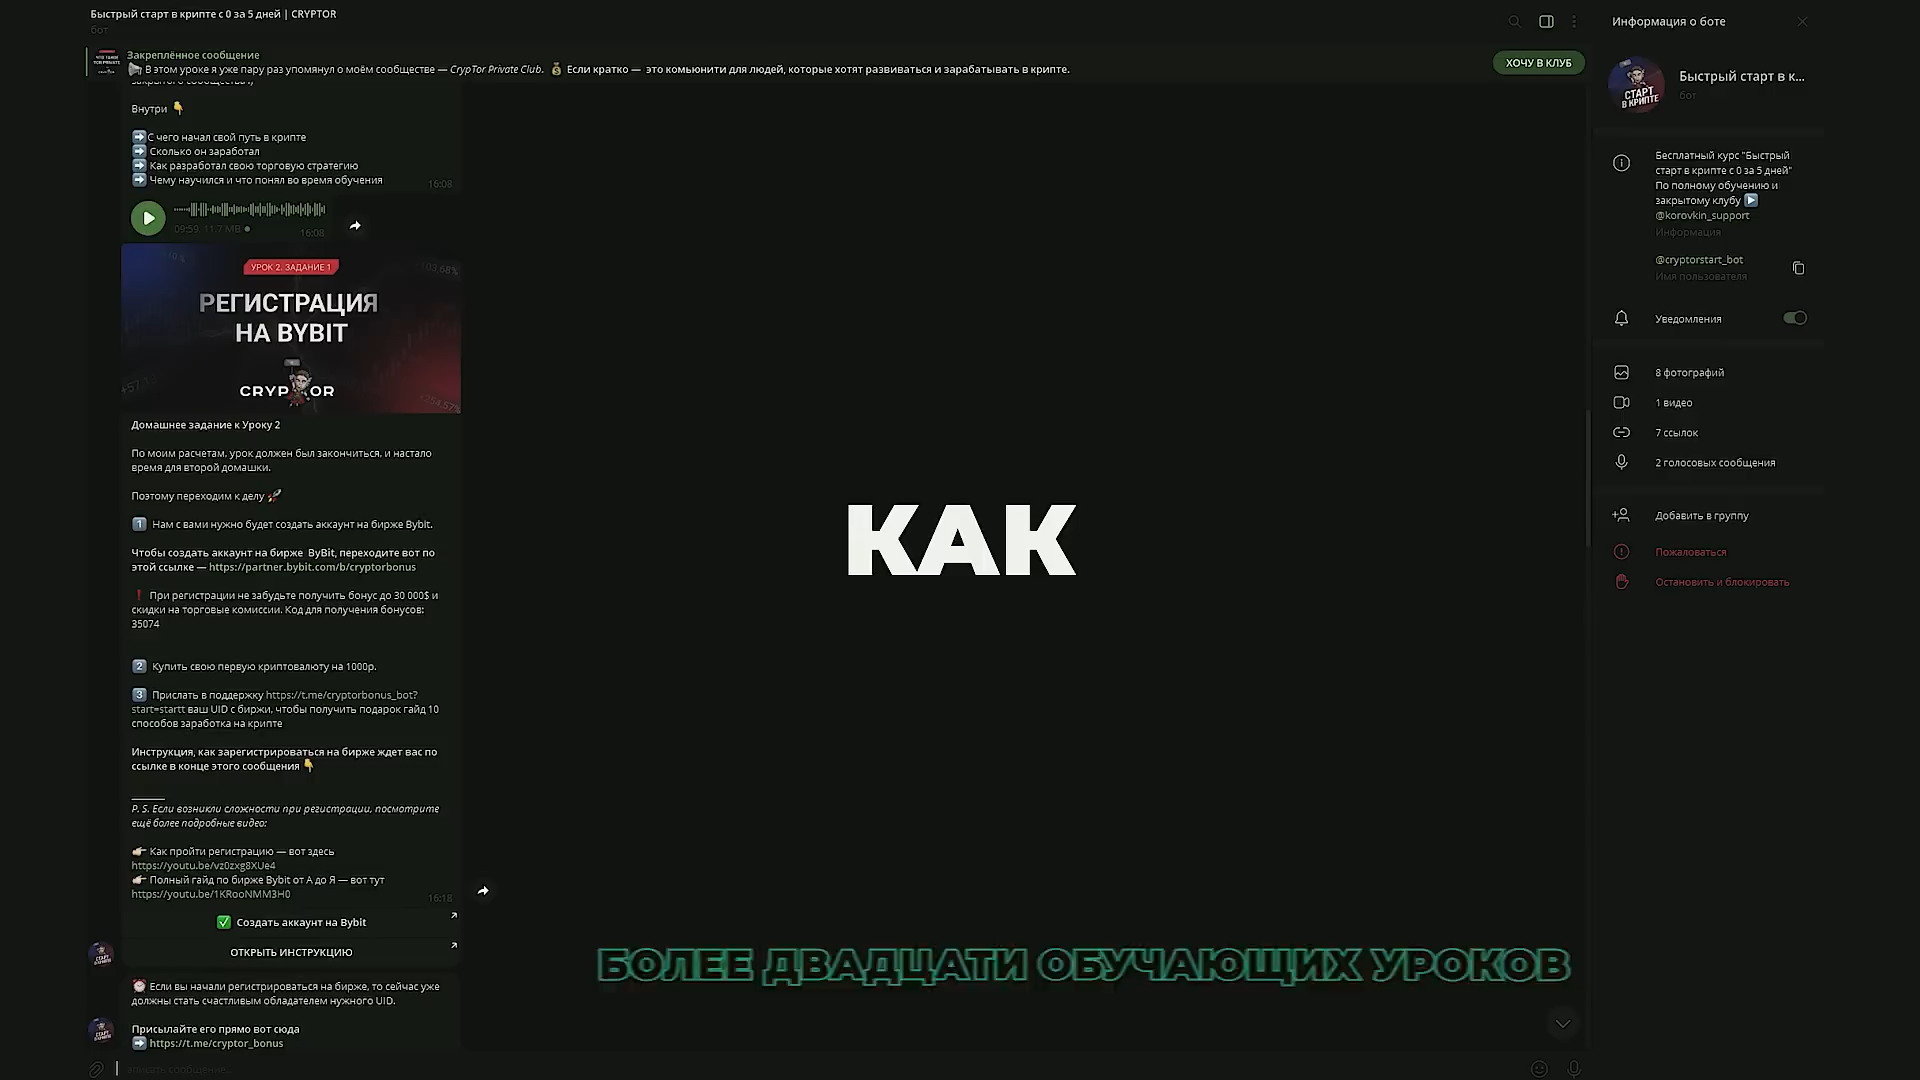 Быстрый старт в крипте с 0 за 5 дней | CRYPTOR
бот
Закреплённое сообщение
В этом уроке я уже пару раз упомянул о моём сообществе — CrypTor Private Club. 💰 Если кратко — это комьюнити для людей, которые хотят развиваться и зарабатывать в крипте.
ХОЧУ В КЛУБ
Внутри 👇
➡️С чего начал свой путь в крипте
➡️ Сколько он заработал
➡️ Как разработал свою торговую стратегию
➡️ Чему научился и что понял во время обучения
16:08
09:59, 11.7 MB
16:08
УРОК 2. ЗАДАНИЕ 1
РЕГИСТРАЦИЯ
НА BYBIT
CRYPTOR
Домашнее задание к Уроку 2
По моим расчетам, урок должен был закончиться, и настало
время для второй домашки.
Поэтому переходим к делу 🚀
1️⃣ Нам с вами нужно будет создать аккаунт на бирже Bybit.
Чтобы создать аккаунт на бирже ByBit, переходите вот по
этой ссылке — https://partner.bybit.com/b/cryptorbonus
❗ При регистрации не забудьте получить бонус до 30 000$ и
скидки на торговые комиссии. Код для получения бонусов:
35074
2️⃣ Купить свою первую криптовалюту на 1000р.
3️⃣ Прислать в поддержку https://t.me/cryptorbonus_bot?
start=startt ваш UID с биржи, чтобы получить подарок гайд 10
способов заработка на крипте
Инструкция, как зарегистрироваться на бирже ждет вас по
ссылке в конце этого сообщения 👇
P. S. Если возникли сложности при регистрации, посмотрите
ещё более подробные видео:
👉 Как пройти регистрацию — вот здесь
https://youtu.be/vz0zxg8XUe4
👉 Полный гайд по бирже Bybit от А до Я — вот тут
https://youtu.be/1KRooNMM3H0
16:18
✅ Создать аккаунт на Bybit
ОТКРЫТЬ ИНСТРУКЦИЮ
⏰ Если вы начали регистрироваться на бирже, то сейчас уже
должны стать счастливым обладателем нужного UID.
Присылайте его прямо вот сюда
➡️ https://t.me/cryptor_bonus
КАК
БОЛЕЕ ДВАДЦАТИ ОБУЧАЮЩИХ УРОКОВ
Информация о боте
СТАРТ
В КРИПТЕ
Быстрый старт в к...
бот
Бесплатный курс "Быстрый
старт в крипте с 0 за 5 дней"
По полному обучению и
закрытому клубу ▶️
@korovkin_support
Информация
@cryptorstart_bot
Имя пользователя
Уведомления
8 фотографий
1 видео
7 ссылок
2 голосовых сообщения
Добавить в группу
Пожаловаться
Остановить и блокировать